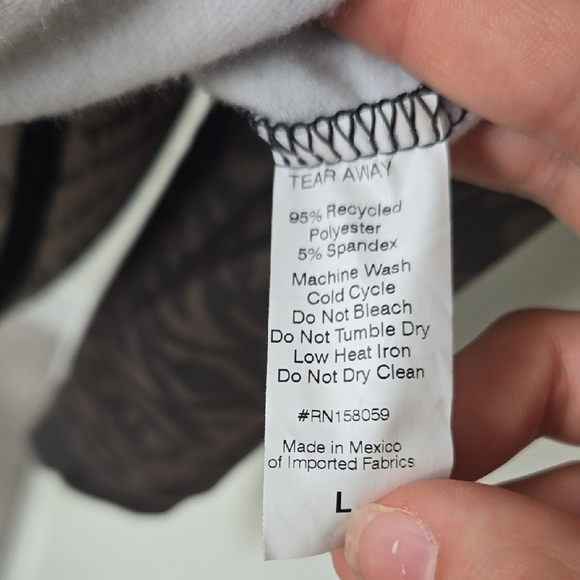 TEAR AWAY
95% Recycled
Polyester
5% Spandex
Machine Wash
Cold Cycle
Do Not Bleach
Do Not Tumble Dry
Low Heat Iron
Do Not Dry Clean
#RN158059
Made in Mexico
of Imported Fabrics
L